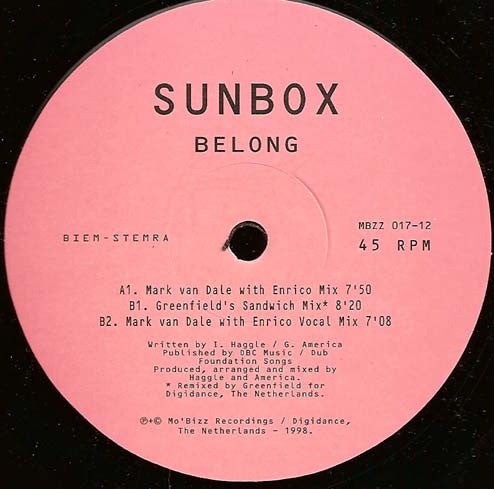 SUNBOX
BELONG
BIEM-STEMRA
MBZZ 017-12
45 RPM
A1. Mark van Dale with Enrico Mix 7'50
B1. Greenfield's Sandwich Mix* 8'20
B2. Mark van Dale with Enrico Vocal Mix 7'08
Written by I. Haggle / G. America
Published by DBC Music / Dub
Foundation Songs
Produced, arranged and mixed by
Haggle and America.
* Remixed by Greenfield for
Digidance, The Netherlands.
℗+© Mo'Bizz Recordings / Digidance,
The Netherlands - 1998.